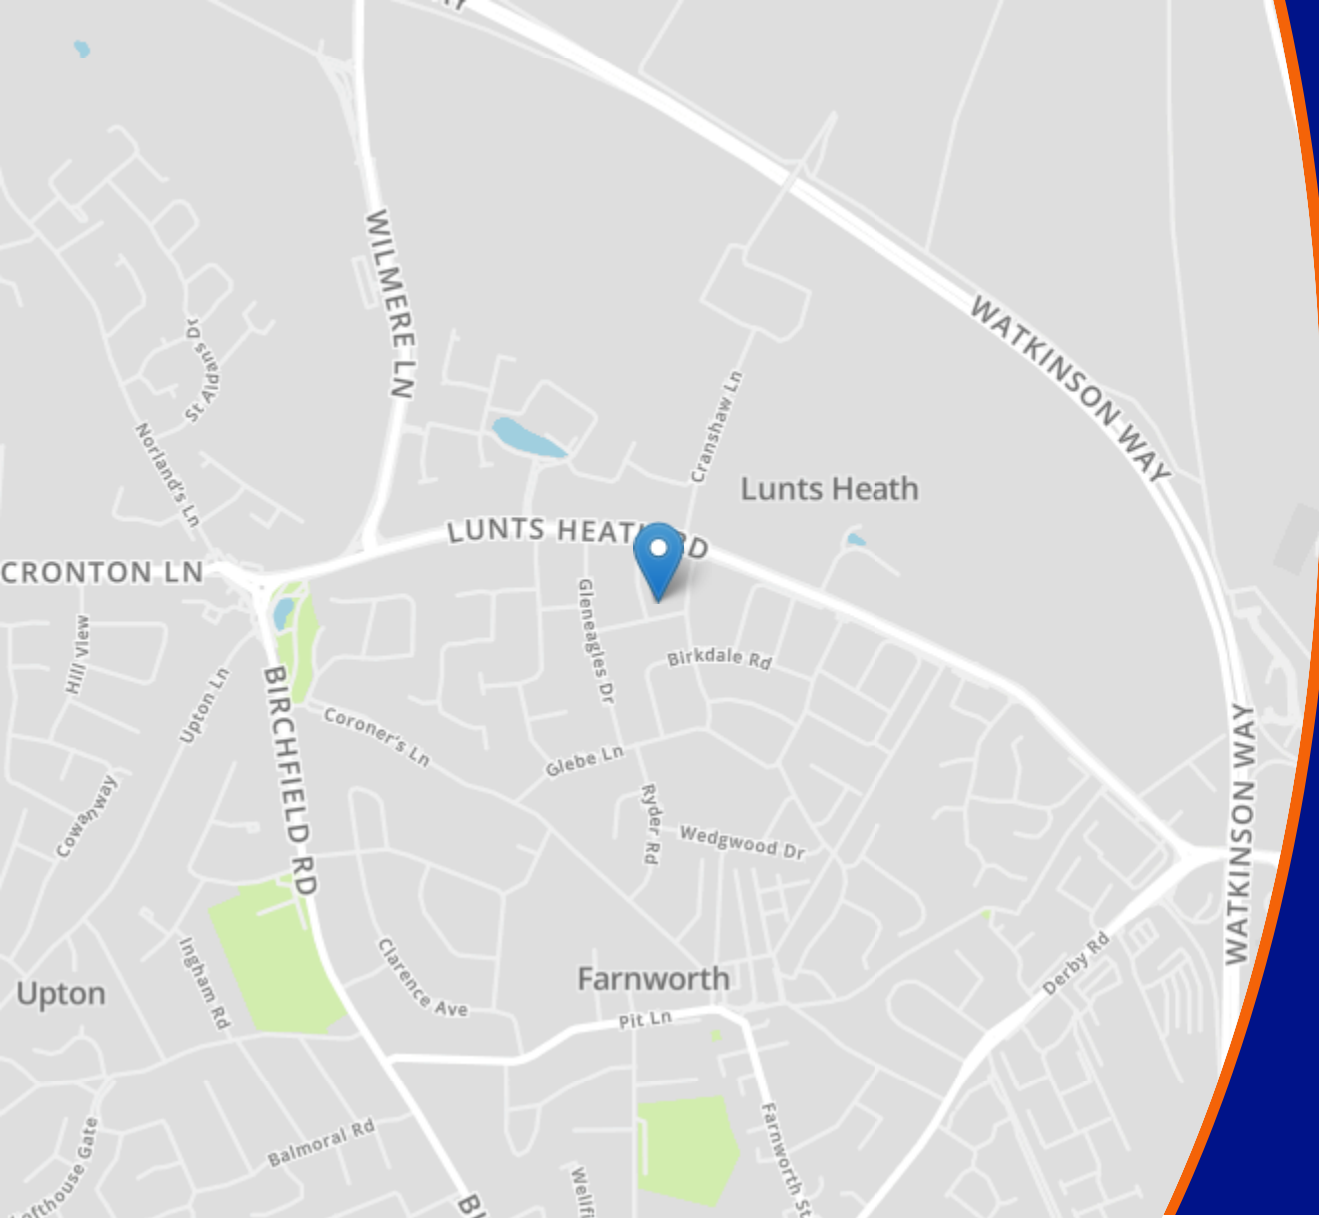 WILMERE LN
WATKINSON WAY
St Aidans Dr
Cranshaw Ln
Norland's Ln
Lunts Heath
LUNTS HEATH RD
CRONTON LN
Gleneagles Dr
Hill View
Birkdale Rd
Upton Ln
BIRCHFIELD RD
Coroner's Ln
Glebe Ln
WATKINSON WAY
Cowanway
Ryder Rd
Wedgwood Dr
Ingham Rd
Clarence Ave
Derby Rd
Farnworth
Upton
Pit Ln
Farnworth St
Balmoral Rd